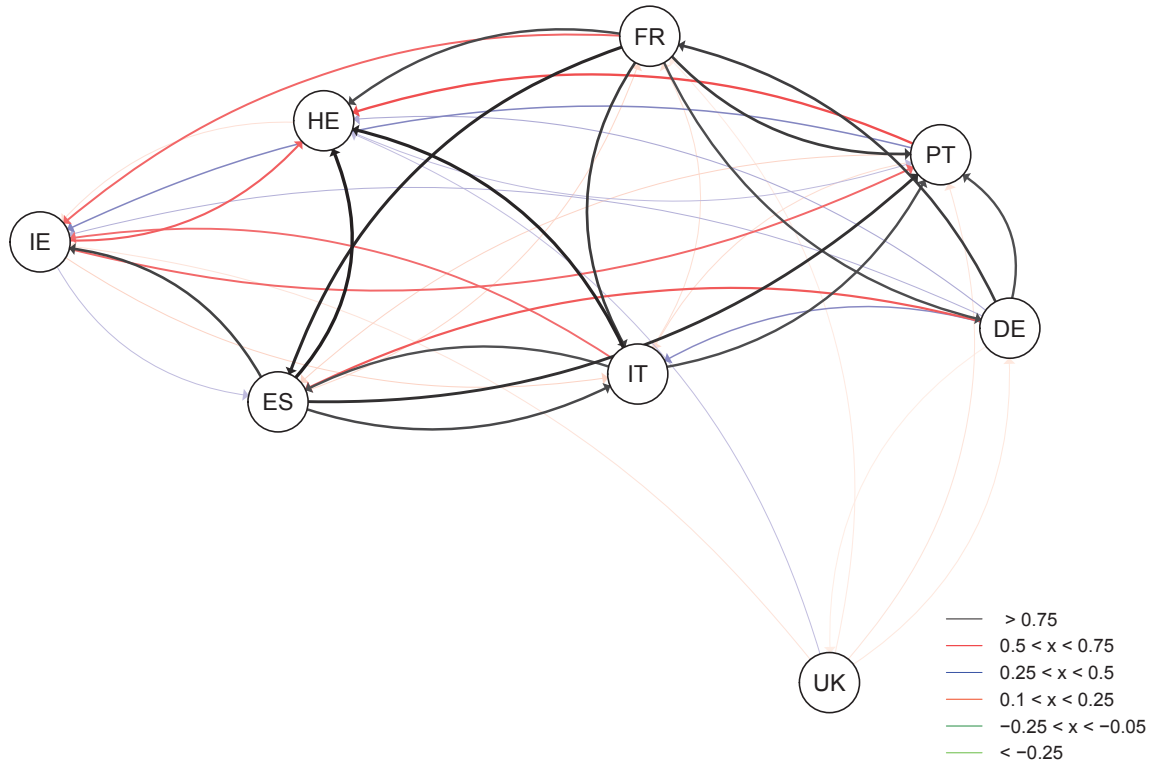 FR
HE
PT
IE
DE
IT
ES
UK
> 0.75
0.5 < x < 0.75
0.25 < x < 0.5
0.1 < x < 0.25
−0.25 < x < −0.05
< −0.25